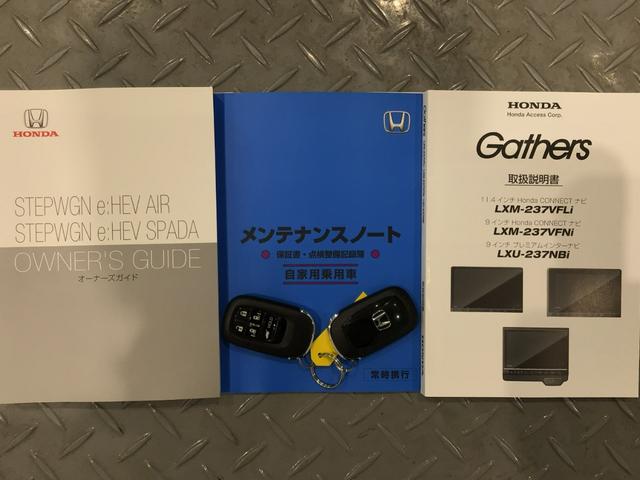 HONDA
STEPWGN e:HEV AIR
STEPWGN e:HEV SPADA
OWNER'S GUIDE
オーナーズガイド
メンテナンスノート
保証書・点検整備記録簿
自家用乗用車
HOLD
常時携行
Gathers
HONDA
Honda Access Corp.
Gathers
取扱説明書
11.4インチ Honda CONNECT ナビ
LXM-237VFLi
9インチ Honda CONNECT ナビ
LXM-237VFNi
9インチ プレミアムインターナビ
LXU-237NBi